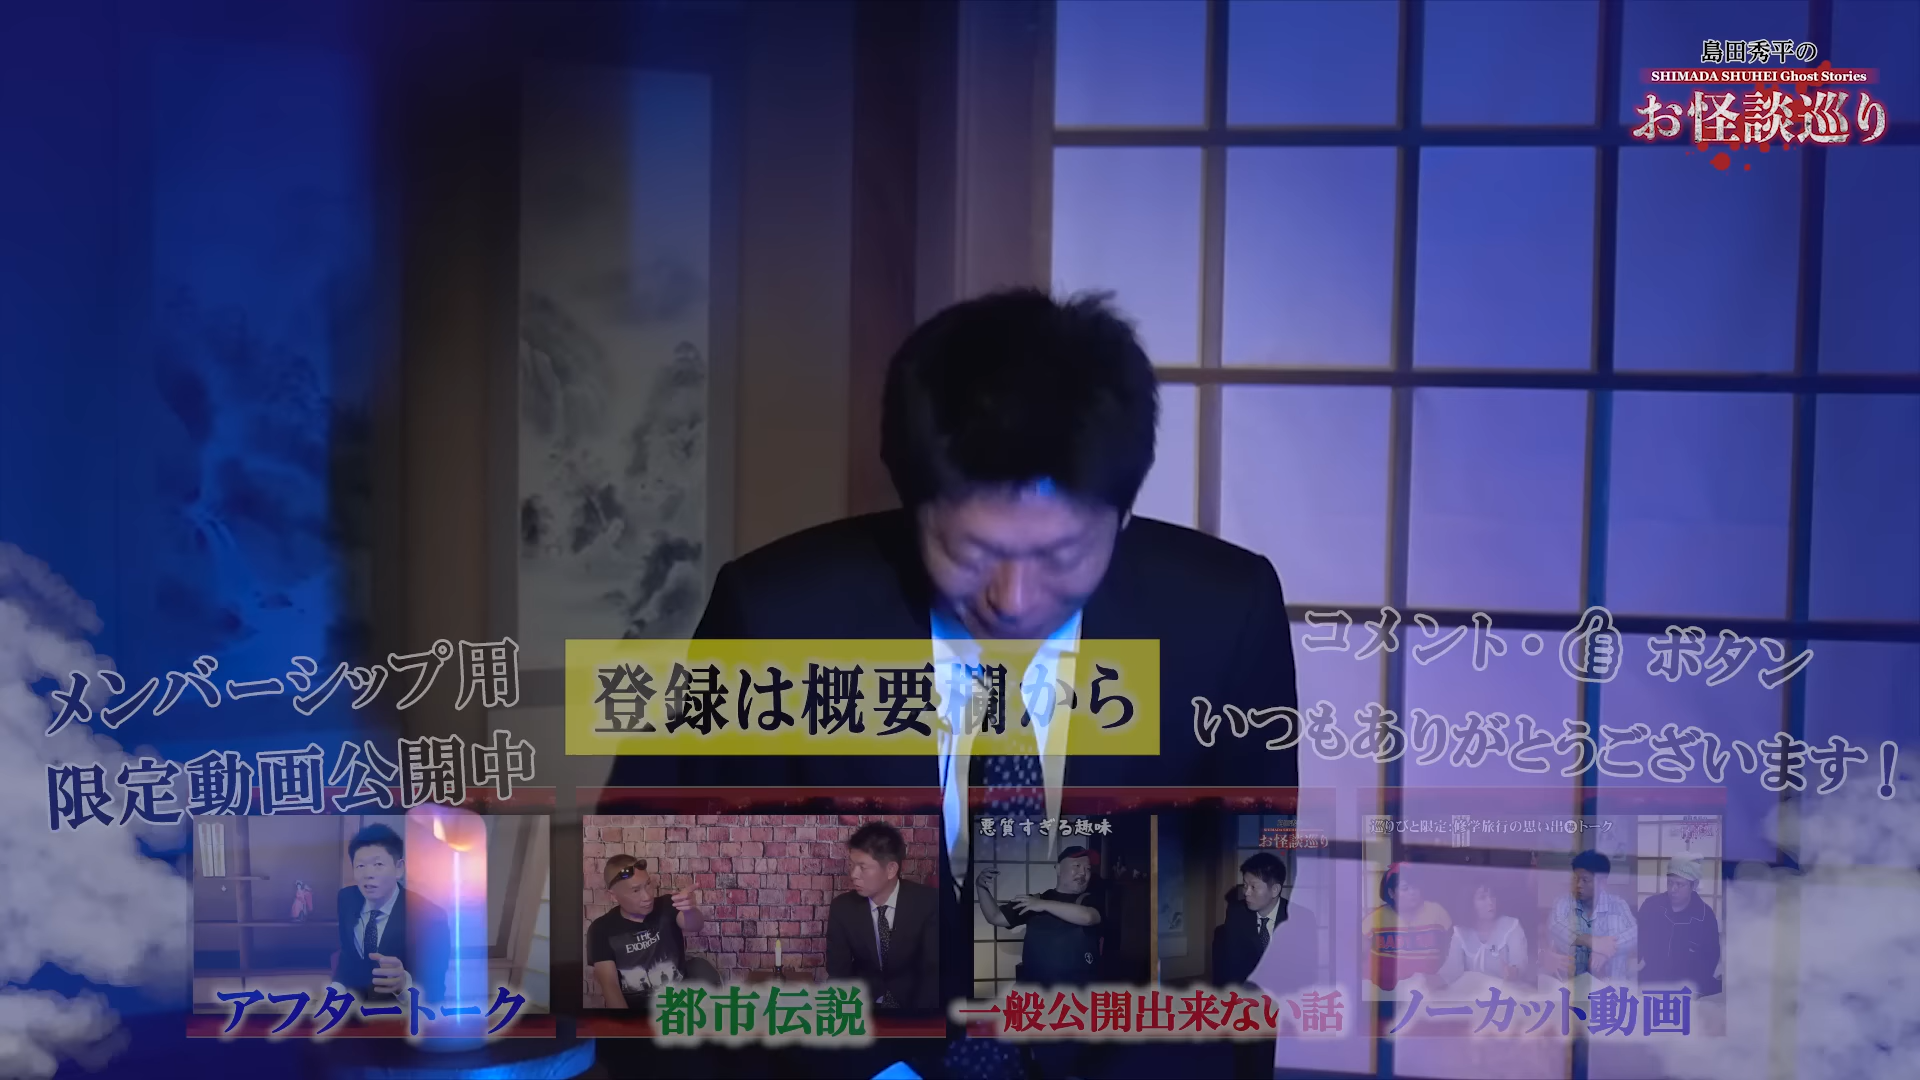 島田秀平の
SHIMADA SHUHEI Ghost Stories
お怪談巡り
メンバーシップ用
限定動画公開中
登録は概要欄から
コメント・ボタン
いつもありがとうございます!
悪質すぎる趣味
お怪談巡り
巡りびと限定:修学旅行の思い出㊙トーク
THE
EXORCIST
アフタートーク
都市伝説
一般公開出来ない話
ノーカット動画